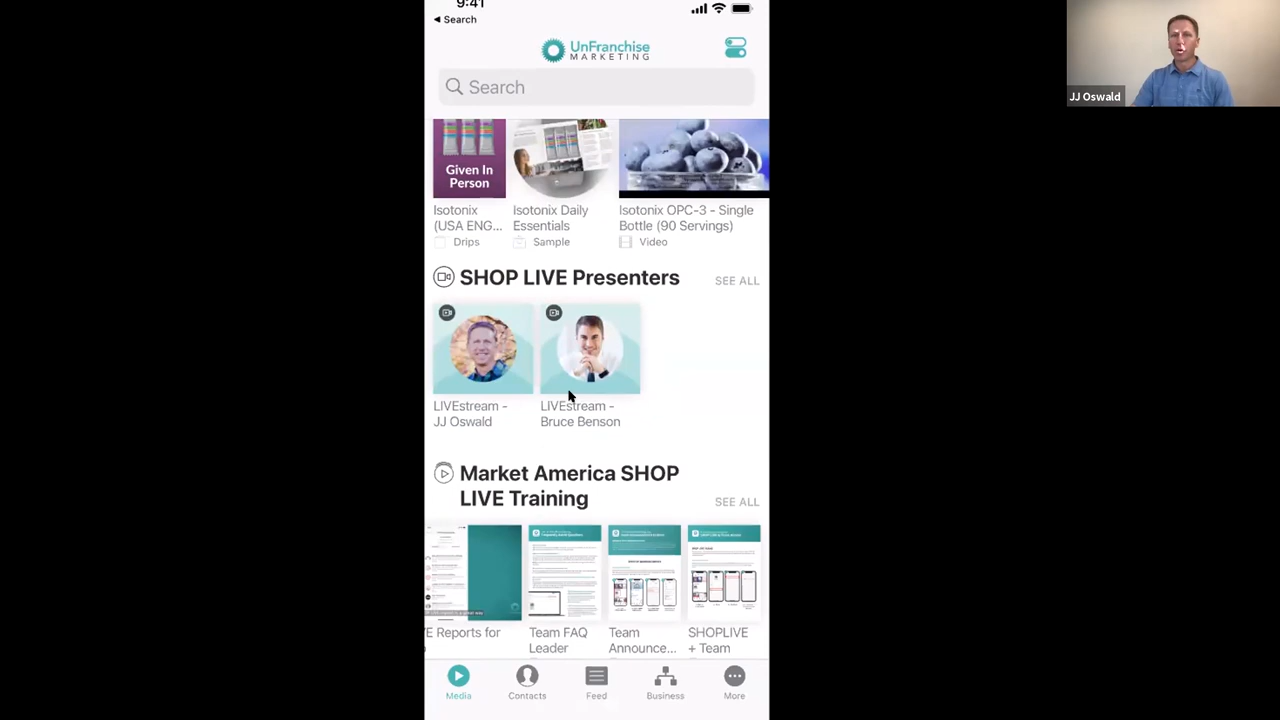 9:41
Search
UnFranchise
MARKETING
Search
JJ Oswald
Given In
Person
Isotonix
(USA ENG...
Drips
Isotonix Daily
Essentials
Sample
Isotonix OPC-3 - Single
Bottle (90 Servings)
Video
SHOP LIVE Presenters
SEE ALL
LIVEstream -
JJ Oswald
LIVEstream -
Bruce Benson
Market America SHOP
LIVE Training
SEE ALL
E Reports for
Team FAQ
Leader
Team
Announce...
SHOPLIVE
+ Team
Media
Contacts
Feed
Business
More